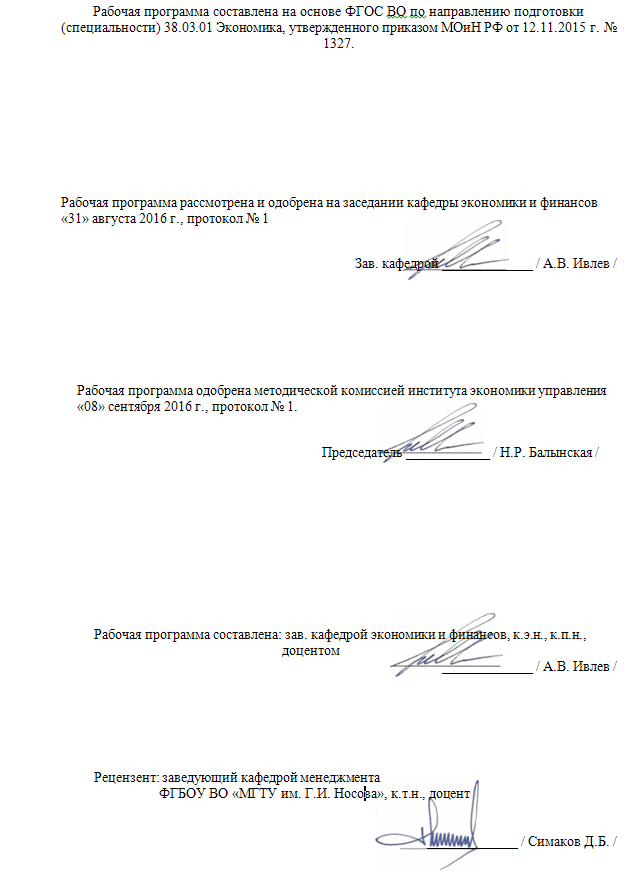 Рабочая программа составлена на основе ФГОС ВО по направлению подготовки
(специальности) 38.03.01 Экономика, утвержденного приказом МОиН РФ от 12.11.2015 г. №
1327.
Рабочая программа рассмотрена и одобрена на заседании кафедры экономики и финансов
«31» августа 2016 г., протокол № 1
Зав. кафедрой _____________ / А.В. Ивлев /
Рабочая программа одобрена методической комиссией института экономики управления
«08» сентября 2016 г., протокол № 1.
Председатель ____________ / Н.Р. Балынская /
Рабочая программа составлена: зав. кафедрой экономики и финансов, к.э.н., к.п.н.,
доцентом
_____________ / А.В. Ивлев /
Рецензент: заведующий кафедрой менеджмента
ФГБОУ ВО «МГТУ им. Г.И. Носова», к.т.н., доцент
_____________ / Симаков Д.Б. /